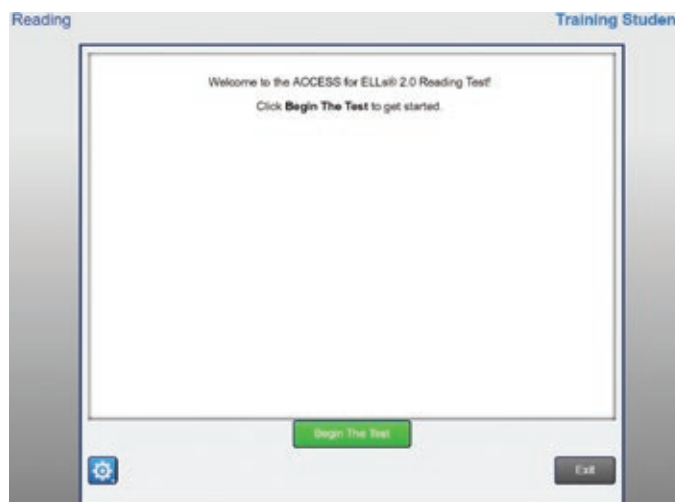 Reading
Training Studen
Welcome to the ACCESS for ELLs® 2.0 Reading Test!
Click Begin The Test to get started.
Begin The Test
Exit